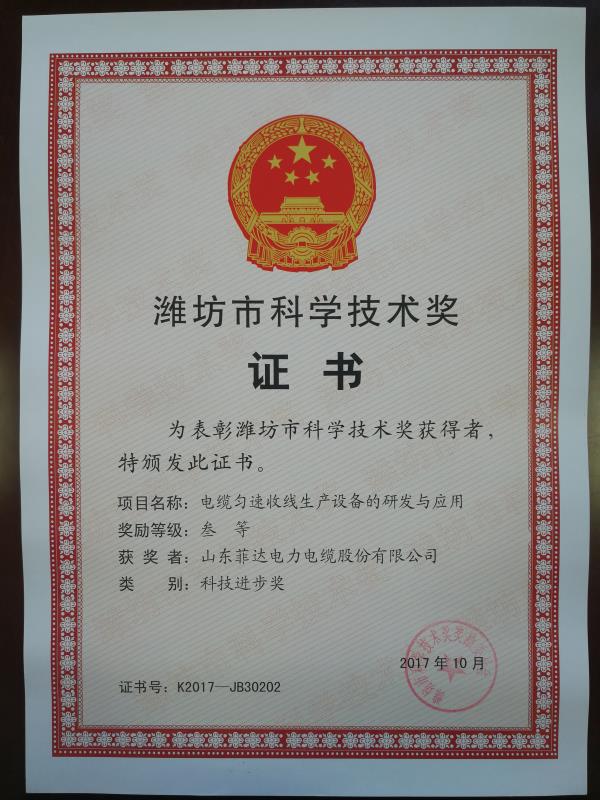 潍坊市科学技术奖
证书
为表彰潍坊市科学技术奖获得者，
特颁发此证书。
项目名称：电缆匀速收线生产设备的研发与应用
奖励等级：叁 等
获 奖 者：山东菲达电力电缆股份有限公司
类 别：科技进步奖
2017 年 10 月
证书号：K2017—JB30202